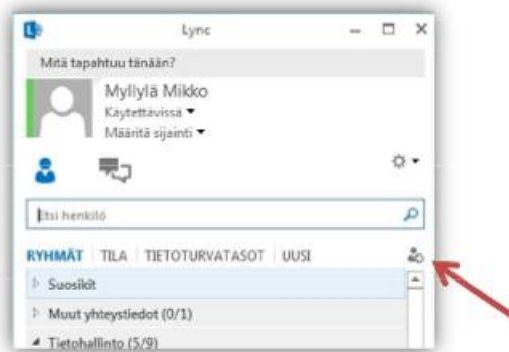 Lync
Mitä tapahtuu tänään?
Myllylä Mikko
Käytettävissä
Määritä sijainti
Etsi henkilö
RYHMÄT TILA TIETOTURVATASOT UUSI
Suosikit
Muut yhteystiedot (0/1)
Tietohallinto (5/9)